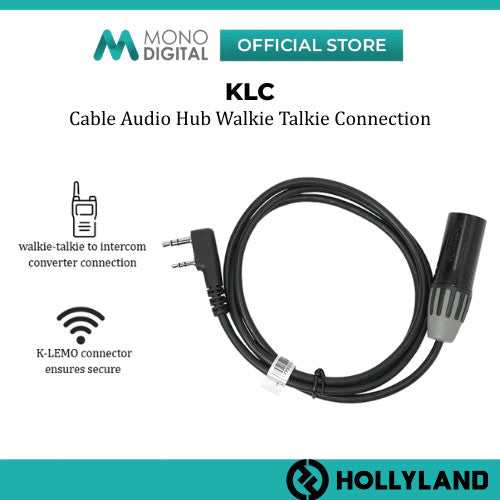 MONO
DIGITAL
OFFICIAL STORE
KLC
Cable Audio Hub Walkie Talkie Connection
walkie-talkie to intercom
converter connection
K-LEMO connector
ensures secure
HOLLYLAND